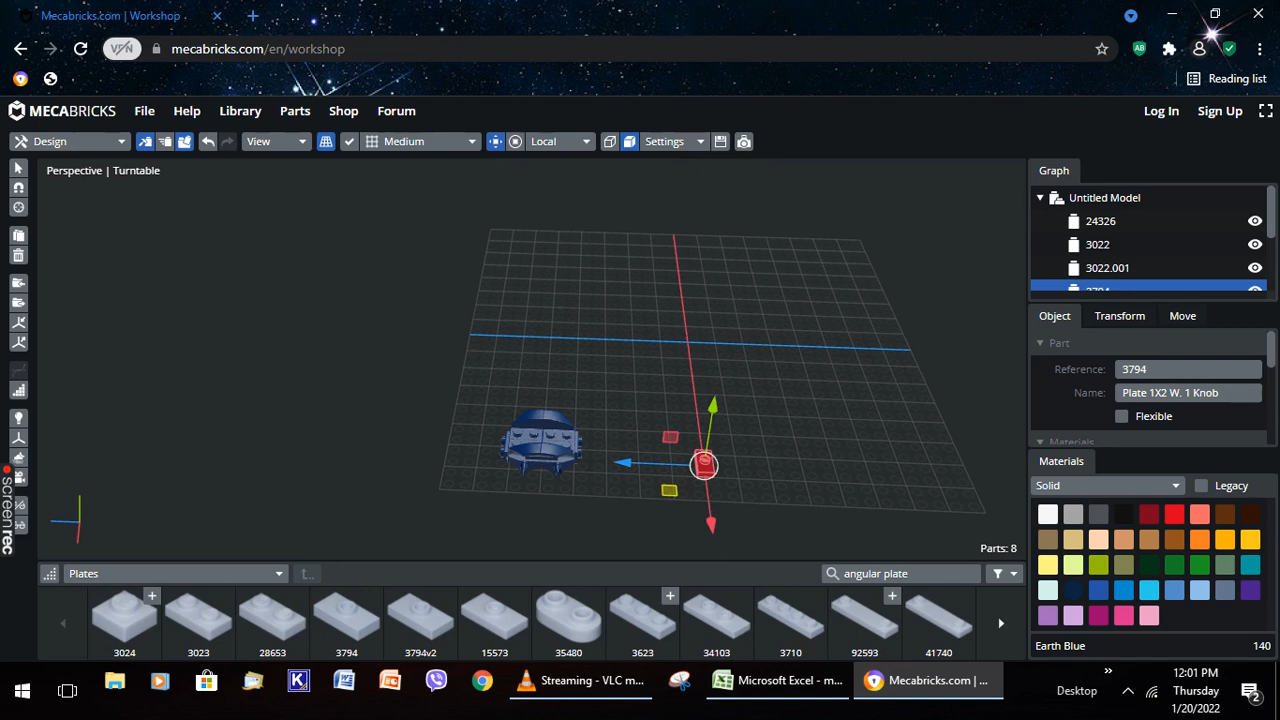 Mecabricks.com | Workshop
VPN
mecabricks.com/en/workshop
AB
Reading list
MECABRICKS File Help Library Parts Shop Forum Log In Sign Up
Design View Medium Local Settings
Perspective | Turntable
Graph
Untitled Model
24326
3022
3022.001
3794
Object Transform Move
Part
Reference: 3794
Name: Plate 1X2 W. 1 Knob
Flexible
Materials
Materials
Solid Legacy
screenrec
Parts: 8
Plates angular plate
3024 3023 28653 3794 3794v2 15573 35480 3623 34103 3710 92593 41740
Earth Blue 140
Streaming - VLC m... Microsoft Excel - m... Mecabricks.com | ... Desktop
12:01 PM
Thursday
1/20/2022
2